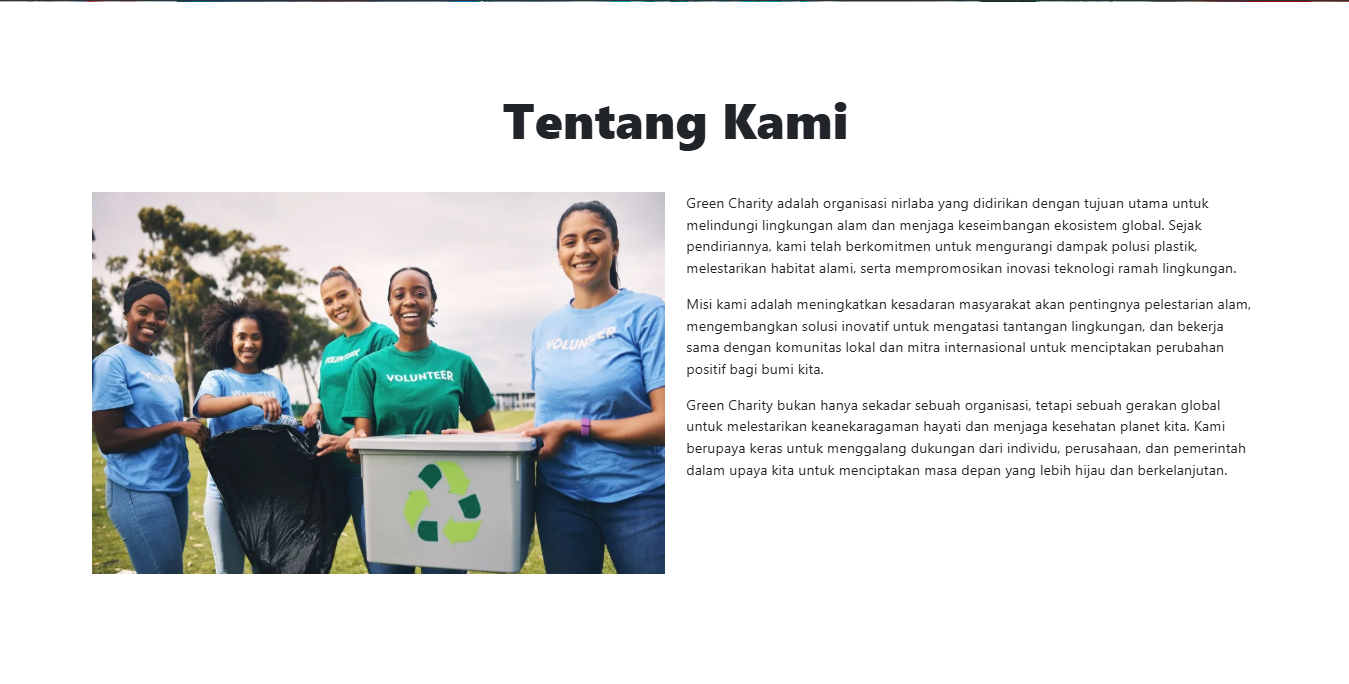 Tentang Kami
Green Charity adalah organisasi nirlaba yang didirikan dengan tujuan utama untuk
melindungi lingkungan alam dan menjaga keseimbangan ekosistem global. Sejak
pendiriannya, kami telah berkomitmen untuk mengurangi dampak polusi plastik,
melestarikan habitat alami, serta mempromosikan inovasi teknologi ramah lingkungan.
Misi kami adalah meningkatkan kesadaran masyarakat akan pentingnya pelestarian alam,
mengembangkan solusi inovatif untuk mengatasi tantangan lingkungan, dan bekerja
sama dengan komunitas lokal dan mitra internasional untuk menciptakan perubahan
positif bagi bumi kita.
Green Charity bukan hanya sekadar sebuah organisasi, tetapi sebuah gerakan global
untuk melestarikan keanekaragaman hayati dan menjaga kesehatan planet kita. Kami
berupaya keras untuk menggalang dukungan dari individu, perusahaan, dan pemerintah
dalam upaya kita untuk menciptakan masa depan yang lebih hijau dan berkelanjutan.
VOLUNTEER
VOLUNTEER
VOLUNTEER
VOLUNTEER
VOLUNTEER